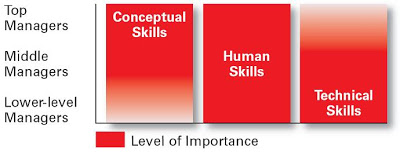 Top
Managers
Middle
Managers
Lower-level
Managers
Conceptual
Skills
Human
Skills
Technical
Skills
Level of Importance